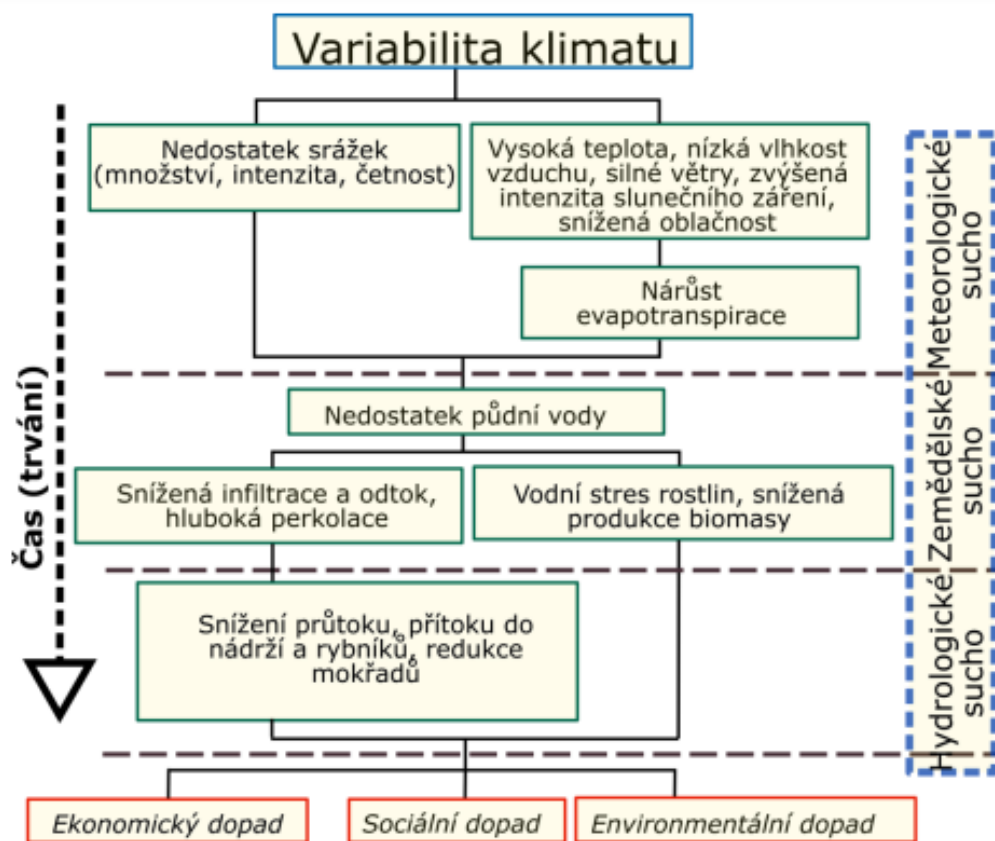 Variabilita klimatu
Nedostatek srážek
(množství, intenzita, četnost)
Vysoká teplota, nízká vlhkost
vzduchu, silné větry, zvýšená
intenzita slunečního záření,
snížená oblačnost
Nárůst
evapotranspirace
Nedostatek půdní vody
Snížená infiltrace a odtok,
hluboká perkolace
Vodní stres rostlin, snížená
produkce biomasy
Snížení průtoku, přítoku do
nádrží a rybníků, redukce
mokřadů
Ekonomický dopad
Sociální dopad
Environmentální dopad
Čas (trvání)
Meteorologické
sucho
Zemědělské
sucho
Hydrologické
sucho